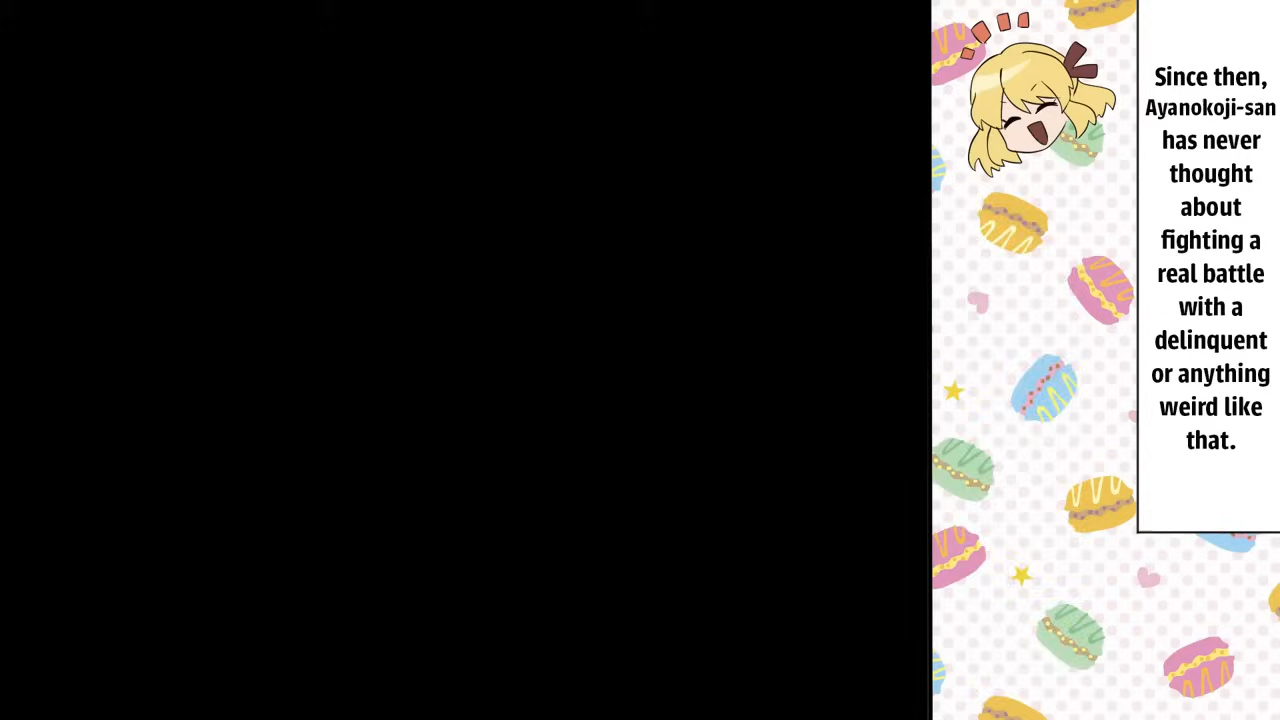 Since then,
Ayanokoji-san
has never
thought
about
fighting a
real battle
with a
delinquent
or anything
weird like
that.